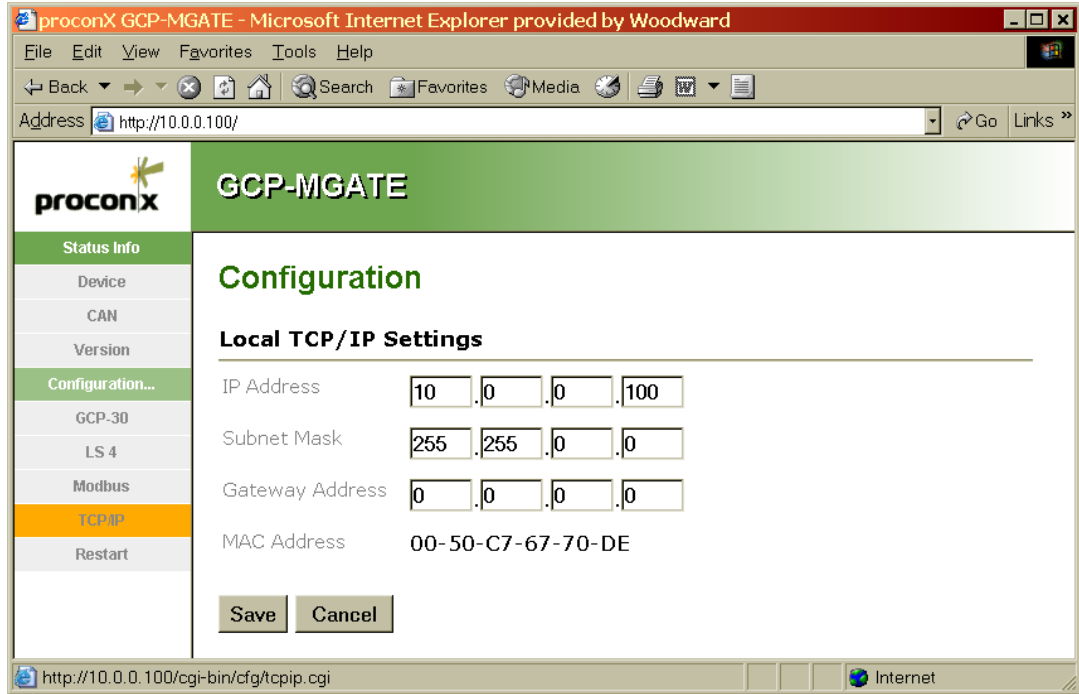 proconX GCP-MGATE - Microsoft Internet Explorer provided by Woodward
File Edit View Favorites Tools Help
Back Search Favorites Media
Address http://10.0.0.100/ Go Links »
proconx
GCP-MGATE
Status Info
Device
CAN
Version
Configuration...
GCP-30
LS 4
Modbus
TCP/IP
Restart
Configuration
Local TCP/IP Settings
IP Address 10 .0 .0 .100
Subnet Mask 255 .255 .0 .0
Gateway Address 0 .0 .0 .0
MAC Address 00-50-C7-67-70-DE
Save Cancel
http://10.0.0.100/cgi-bin/cfg/tcpip.cgi Internet